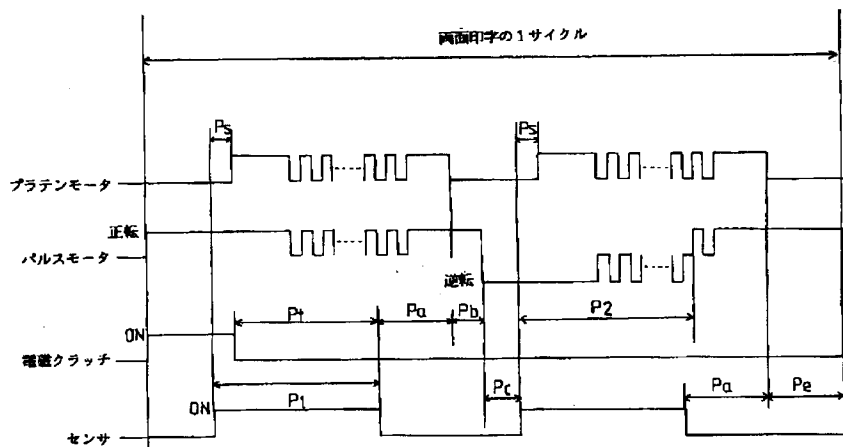 両面印字の1サイクル
Ps
Ps
プラテンモータ
正転
パルスモータ
逆転
Pt
Pa
Pb
P2
ON
電磁クラッチ
P1
Pc
Pa
Pe
ON
センサ